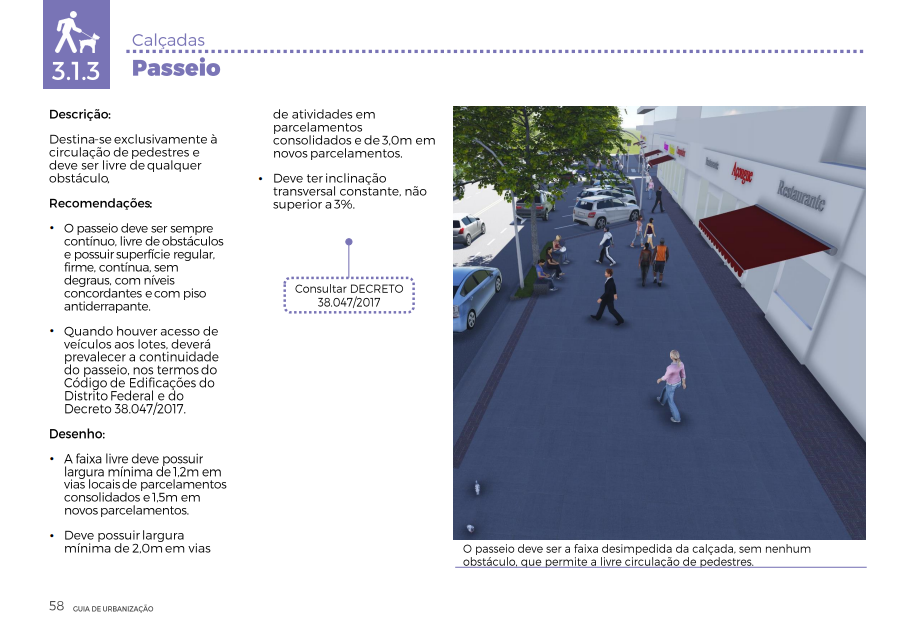 3.1.3
Calçadas
Passeio
Descrição:
Destina-se exclusivamente à
circulação de pedestres e
deve ser livre de qualquer
obstáculo,
Recomendações:
• O passeio deve ser sempre
contínuo, livre de obstáculos
e possuir superfície regular,
firme, contínua, sem
degraus, com níveis
concordantes e com piso
antiderrapante.
• Quando houver acesso de
veículos aos lotes, deverá
prevalecer a continuidade
do passeio, nos termos do
Código de Edificações do
Distrito Federal e do
Decreto 38.047/2017.
Desenho:
• A faixa livre deve possuir
largura mínima de 1,2m em
vias locais de parcelamentos
consolidados e 1,5m em
novos parcelamentos.
• Deve possuir largura
mínima de 2,0m em vias
de atividades em
parcelamentos
consolidados e de 3,0m em
novos parcelamentos.
• Deve ter inclinação
transversal constante, não
superior a 3%.
Consultar DECRETO
38.047/2017
Açougue
Restaurante
O passeio deve ser a faixa desimpedida da calçada, sem nenhum
obstáculo, que permite a livre circulação de pedestres.
58 GUIA DE URBANIZAÇÃO